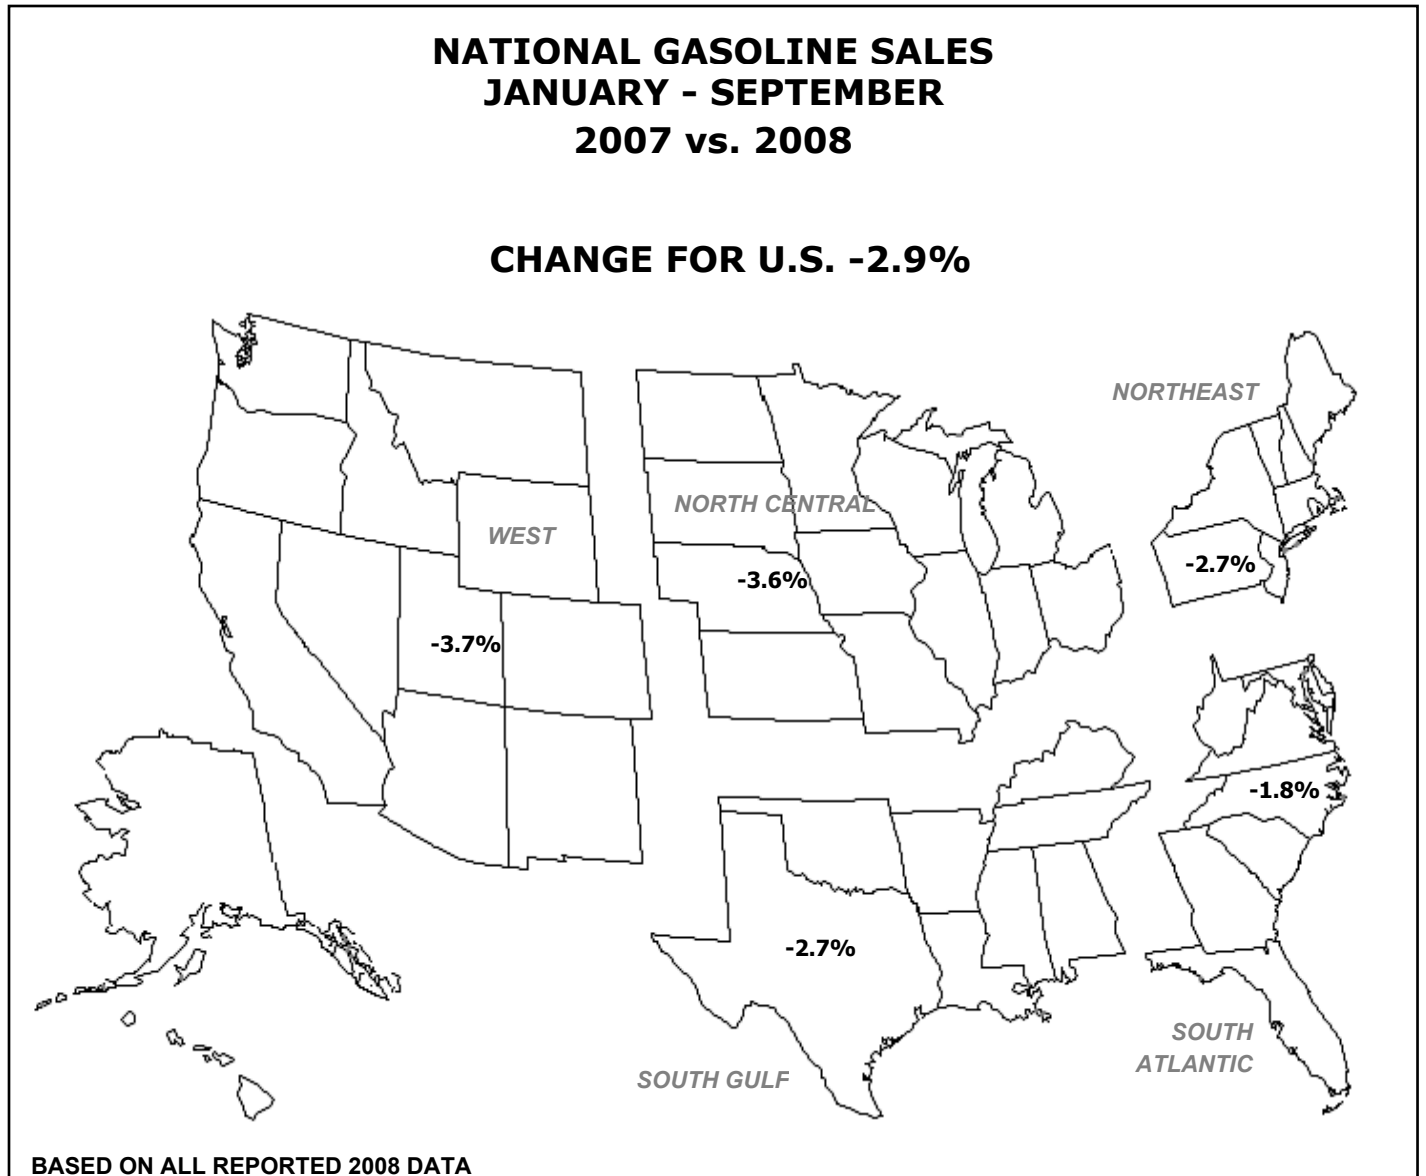 NATIONAL GASOLINE SALES
JANUARY - SEPTEMBER
2007 vs. 2008
CHANGE FOR U.S. -2.9%
NORTHEAST
NORTH CENTRAL
WEST
-2.7%
-3.6%
-3.7%
-1.8%
-2.7%
SOUTH
ATLANTIC
SOUTH GULF
BASED ON ALL REPORTED 2008 DATA